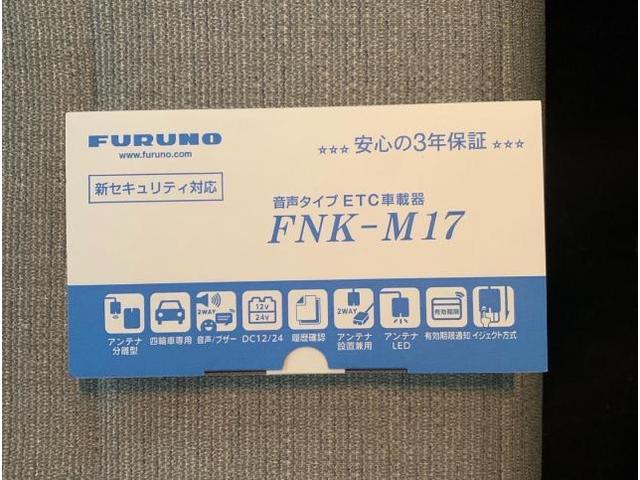 FURUNO
www.furuno.com
☆☆☆ 安心の3年保証 ☆☆☆
新セキュリティ対応
音声タイプ ETC車載器
FNK-M17
アンテナ
分離型
四輪車専用
2WAY
音声/ブザー
12V
24V
DC12/24
履歴確認
2WAY
アンテナ
設置兼用
アンテナ
LED
有効期限
有効期限通知
イジェクト方式